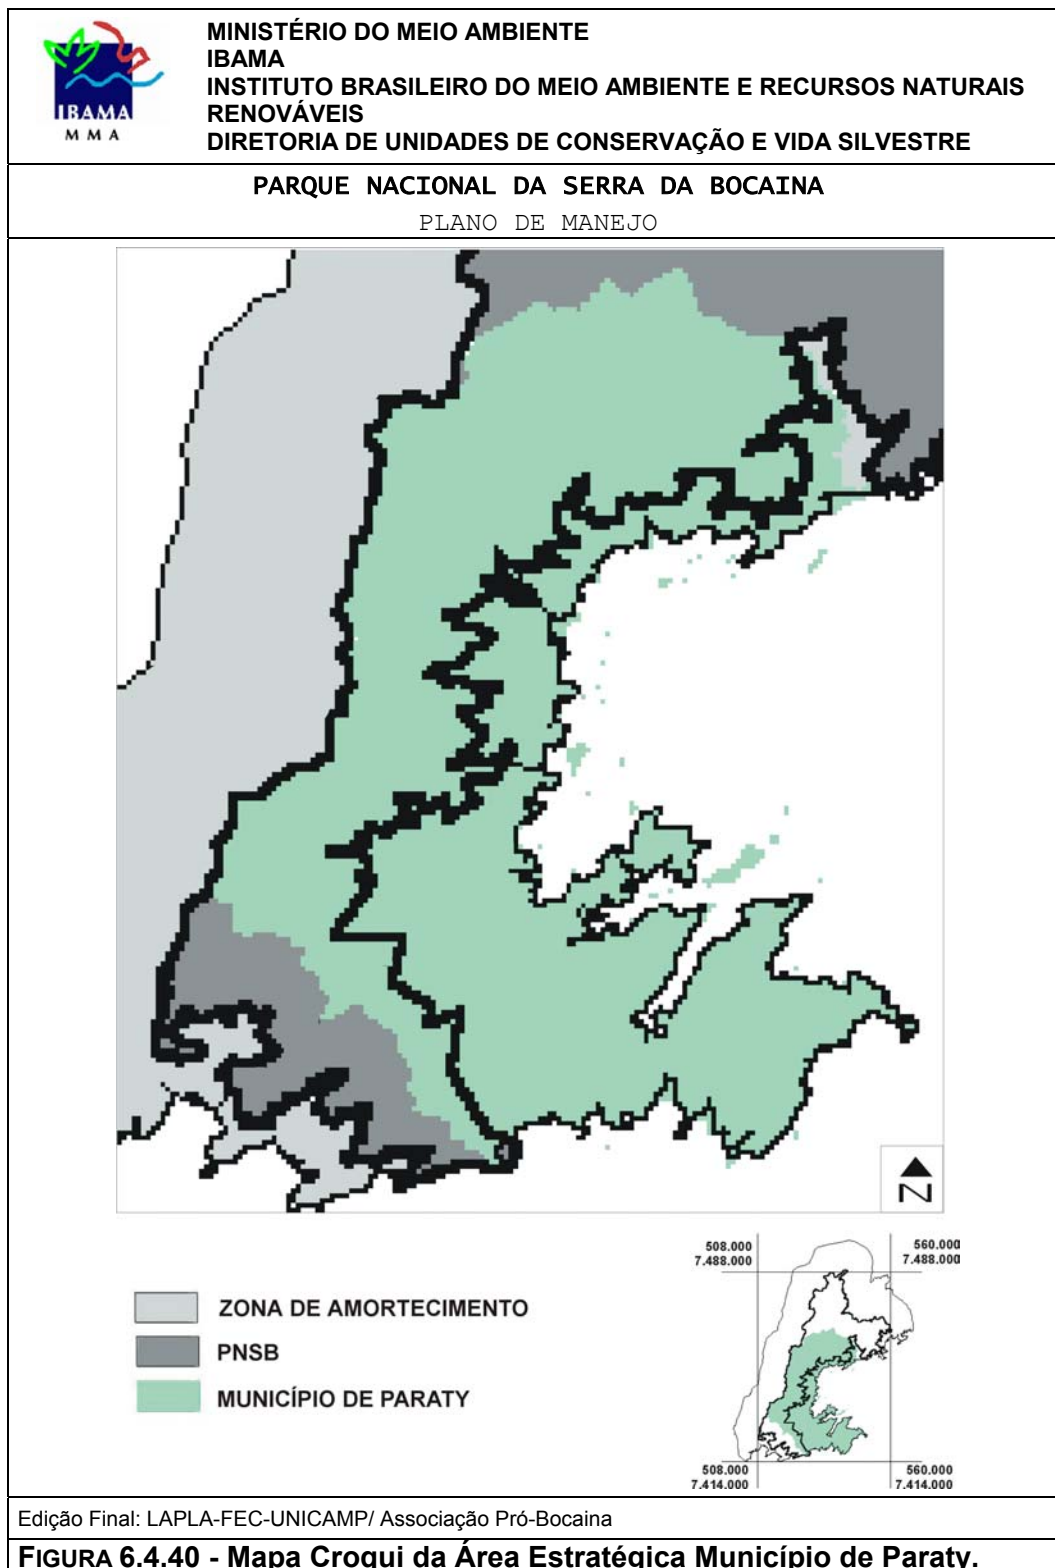 IBAMA
M M A
MINISTÉRIO DO MEIO AMBIENTE
IBAMA
INSTITUTO BRASILEIRO DO MEIO AMBIENTE E RECURSOS NATURAIS
RENOVÁVEIS
DIRETORIA DE UNIDADES DE CONSERVAÇÃO E VIDA SILVESTRE
PARQUE NACIONAL DA SERRA DA BOCAINA
PLANO DE MANEJO
N
508.000
7.488.000
560.000
7.488.000
ZONA DE AMORTECIMENTO
PNSB
MUNICÍPIO DE PARATY
508.000
7.414.000
560.000
7.414.000
Edição Final: LAPLA-FEC-UNICAMP/ Associação Pró-Bocaina
FIGURA 6.4.40 - Mapa Croqui da Área Estratégica Município de Paraty.